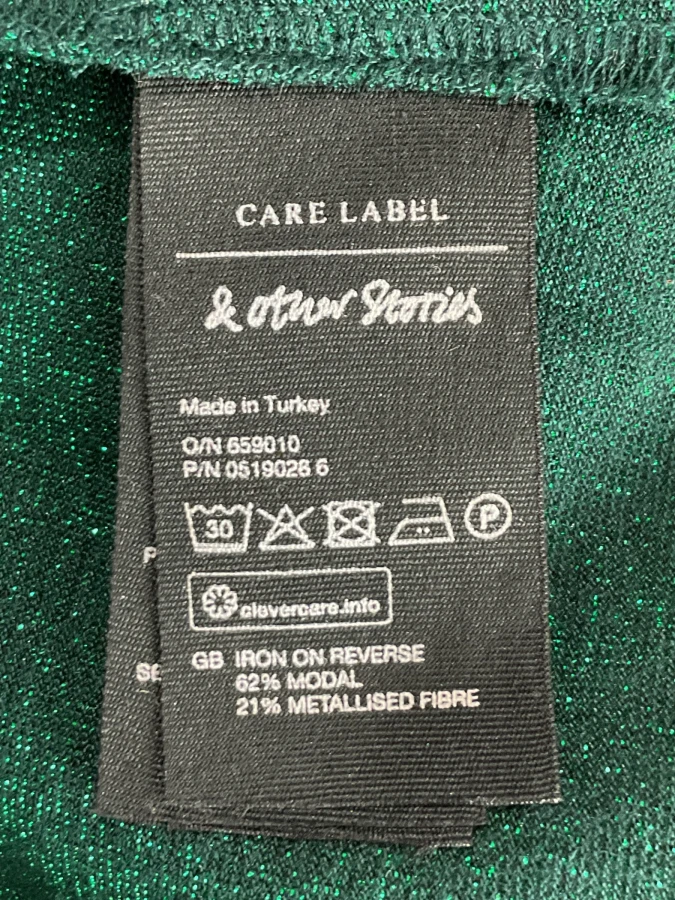 CARE LABEL
& other Stories
Made in Turkey
O/N 659010
P/N 0519026 6
30 P
clevercare.info
GB IRON ON REVERSE
62% MODAL
21% METALLISED FIBRE
P
SE